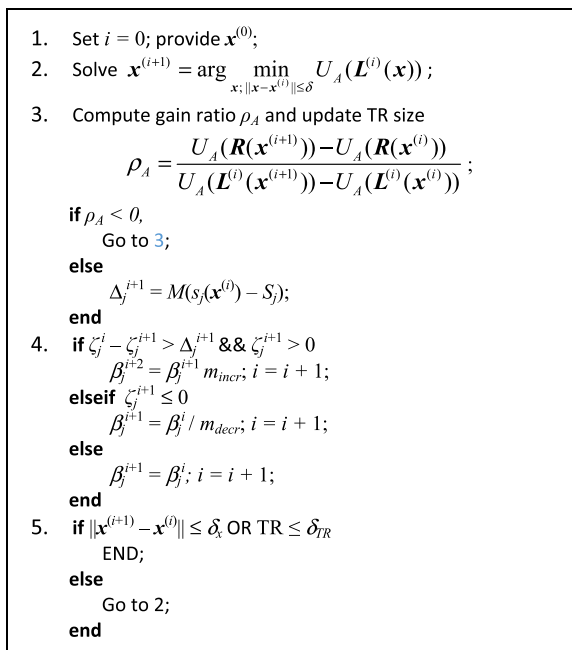 1. Set i = 0; provide x^(0);
2. Solve x^(i+1) = arg min_{x; ||x−x^(i)||≤δ} U_A(L^(i)(x)) ;
3. Compute gain ratio ρ_A and update TR size
ρ_A = (U_A(R(x^(i+1))) − U_A(R(x^(i)))) / (U_A(L^(i)(x^(i+1))) − U_A(L^(i)(x^(i)))) ;
if ρ_A < 0,
Go to 3;
else
Δ_j^{i+1} = M(s_j(x^(i)) − S_j);
end
4. if ζ_j^i − ζ_j^{i+1} > Δ_j^{i+1} && ζ_j^{i+1} > 0
β_j^{i+2} = β_j^{i+1} m_incr; i = i + 1;
elseif ζ_j^{i+1} ≤ 0
β_j^{i+1} = β_j^i / m_decr; i = i + 1;
else
β_j^{i+1} = β_j^i; i = i + 1;
end
5. if ||x^(i+1) − x^(i)|| ≤ δ_x OR TR ≤ δ_TR
END;
else
Go to 2;
end